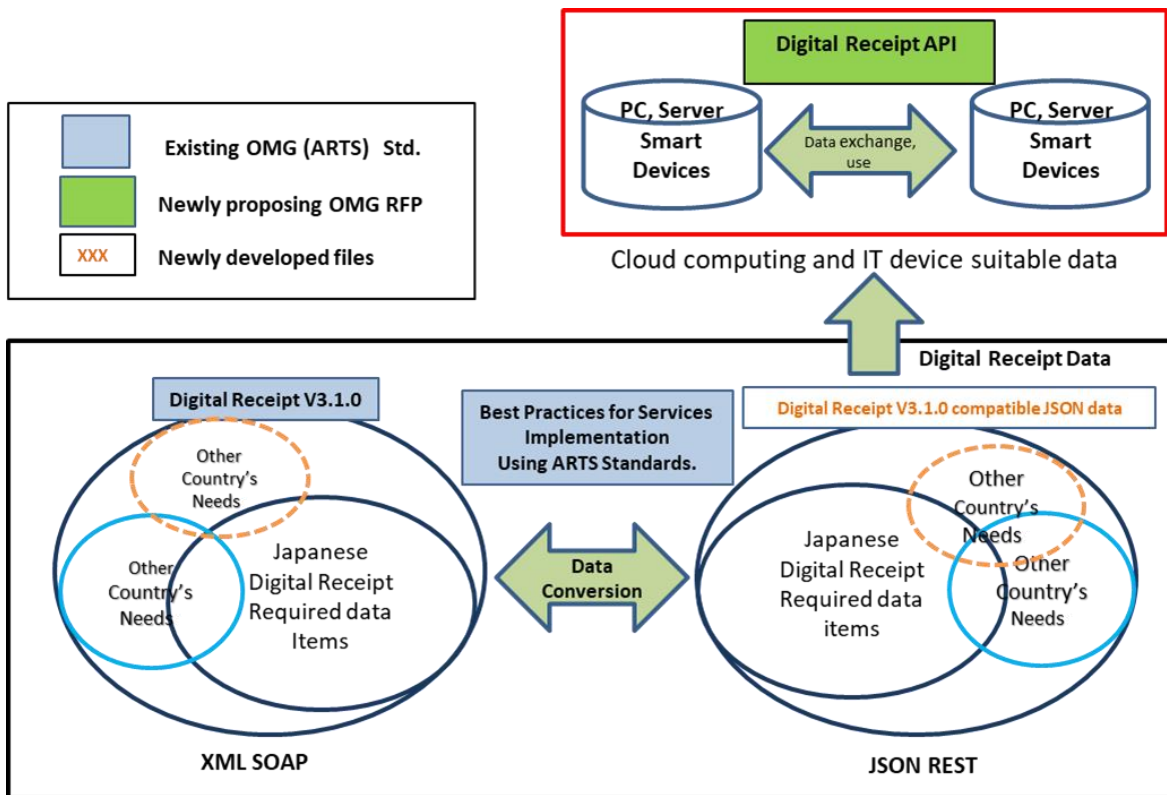 Digital Receipt API
PC, Server
Smart
Devices
Data exchange,
use
PC, Server
Smart
Devices
Existing OMG (ARTS) Std.
Newly proposing OMG RFP
XXX
Newly developed files
Cloud computing and IT device suitable data
Digital Receipt Data
Digital Receipt V3.1.0
Best Practices for Services
Implementation
Using ARTS Standards.
Digital Receipt V3.1.0 compatible JSON data
Other
Country's
Needs
Other
Country's
Needs
Japanese
Digital Receipt
Required data
Items
Data
Conversion
Japanese
Digital Receipt
Required data
items
Other
Country's
Needs
Other
Country's
Needs
XML SOAP
JSON REST